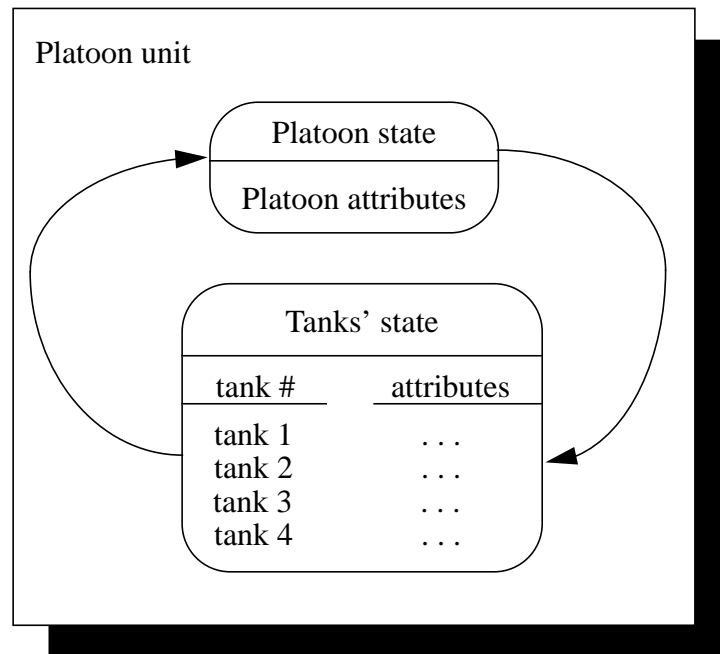 Platoon unit
Platoon state
Platoon attributes
Tanks’ state
tank # attributes
tank 1 . . .
tank 2 . . .
tank 3 . . .
tank 4 . . .